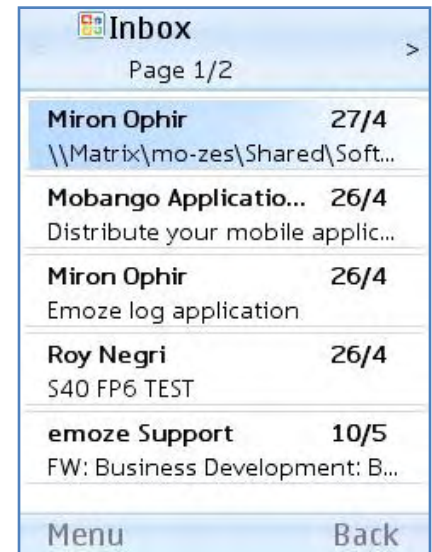 Inbox
Page 1/2 >
Miron Ophir 27/4
\\Matrix\mo-zes\Shared\Soft...
Mobango Applicatio... 26/4
Distribute your mobile applic...
Miron Ophir 26/4
Emoze log application
Roy Negri 26/4
S40 FP6 TEST
emoze Support 10/5
FW: Business Development: B...
Menu Back